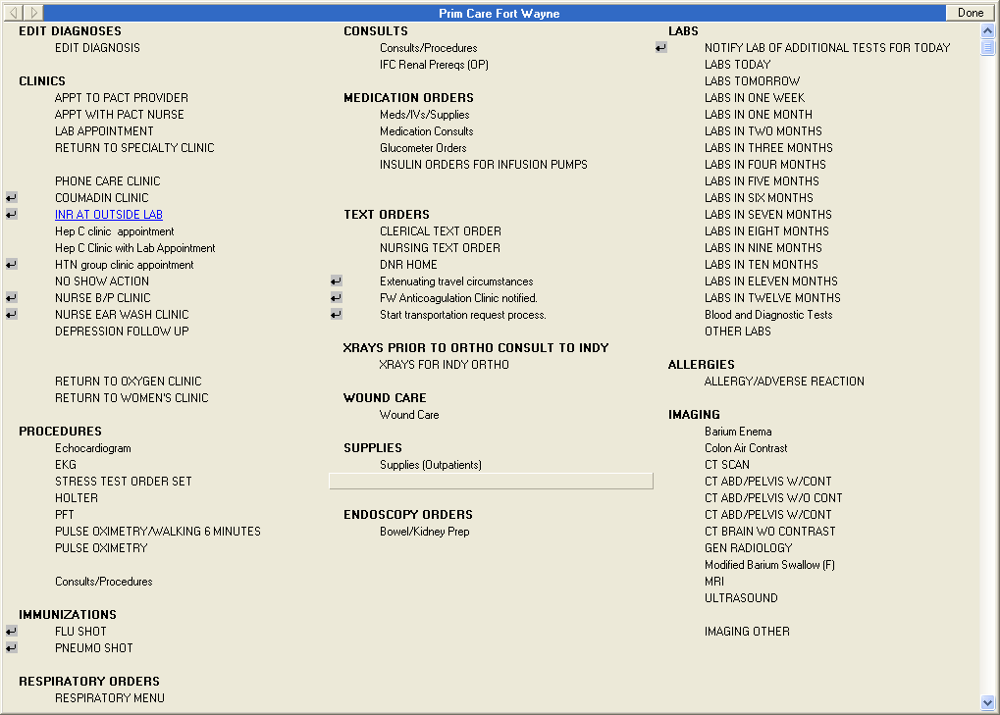 Prim Care Fort Wayne
Done
EDIT DIAGNOSES
EDIT DIAGNOSIS
CLINICS
APPT TO PACT PROVIDER
APPT WITH PACT NURSE
LAB APPOINTMENT
RETURN TO SPECIALTY CLINIC
PHONE CARE CLINIC
COUMADIN CLINIC
INR AT OUTSIDE LAB
Hep C clinic  appointment
Hep C Clinic with Lab Appointment
HTN group clinic appointment
NO SHOW ACTION
NURSE B/P CLINIC
NURSE EAR WASH CLINIC
DEPRESSION FOLLOW UP
RETURN TO OXYGEN CLINIC
RETURN TO WOMEN'S CLINIC
PROCEDURES
Echocardiogram
EKG
STRESS TEST ORDER SET
HOLTER
PFT
PULSE OXIMETRY/WALKING 6 MINUTES
PULSE OXIMETRY
Consults/Procedures
IMMUNIZATIONS
FLU SHOT
PNEUMO SHOT
RESPIRATORY ORDERS
RESPIRATORY MENU
CONSULTS
Consults/Procedures
IFC Renal Prereqs (OP)
MEDICATION ORDERS
Meds/IVs/Supplies
Medication Consults
Glucometer Orders
INSULIN ORDERS FOR INFUSION PUMPS
TEXT ORDERS
CLERICAL TEXT ORDER
NURSING TEXT ORDER
DNR HOME
Extenuating travel circumstances
FW Anticoagulation Clinic notified.
Start transportation request process.
XRAYS PRIOR TO ORTHO CONSULT TO INDY
XRAYS FOR INDY ORTHO
WOUND CARE
Wound Care
SUPPLIES
Supplies (Outpatients)
ENDOSCOPY ORDERS
Bowel/Kidney Prep
LABS
NOTIFY LAB OF ADDITIONAL TESTS FOR TODAY
LABS TODAY
LABS TOMORROW
LABS IN ONE WEEK
LABS IN ONE MONTH
LABS IN TWO MONTHS
LABS IN THREE MONTHS
LABS IN FOUR MONTHS
LABS IN FIVE MONTHS
LABS IN SIX MONTHS
LABS IN SEVEN MONTHS
LABS IN EIGHT MONTHS
LABS IN NINE MONTHS
LABS IN TEN MONTHS
LABS IN ELEVEN MONTHS
LABS IN TWELVE MONTHS
Blood and Diagnostic Tests
OTHER LABS
ALLERGIES
ALLERGY/ADVERSE REACTION
IMAGING
Barium Enema
Colon Air Contrast
CT SCAN
CT ABD/PELVIS W/CONT
CT ABD/PELVIS W/O CONT
CT ABD/PELVIS W/CONT
CT BRAIN WO CONTRAST
GEN RADIOLOGY
Modified Barium Swallow (F)
MRI
ULTRASOUND
IMAGING OTHER